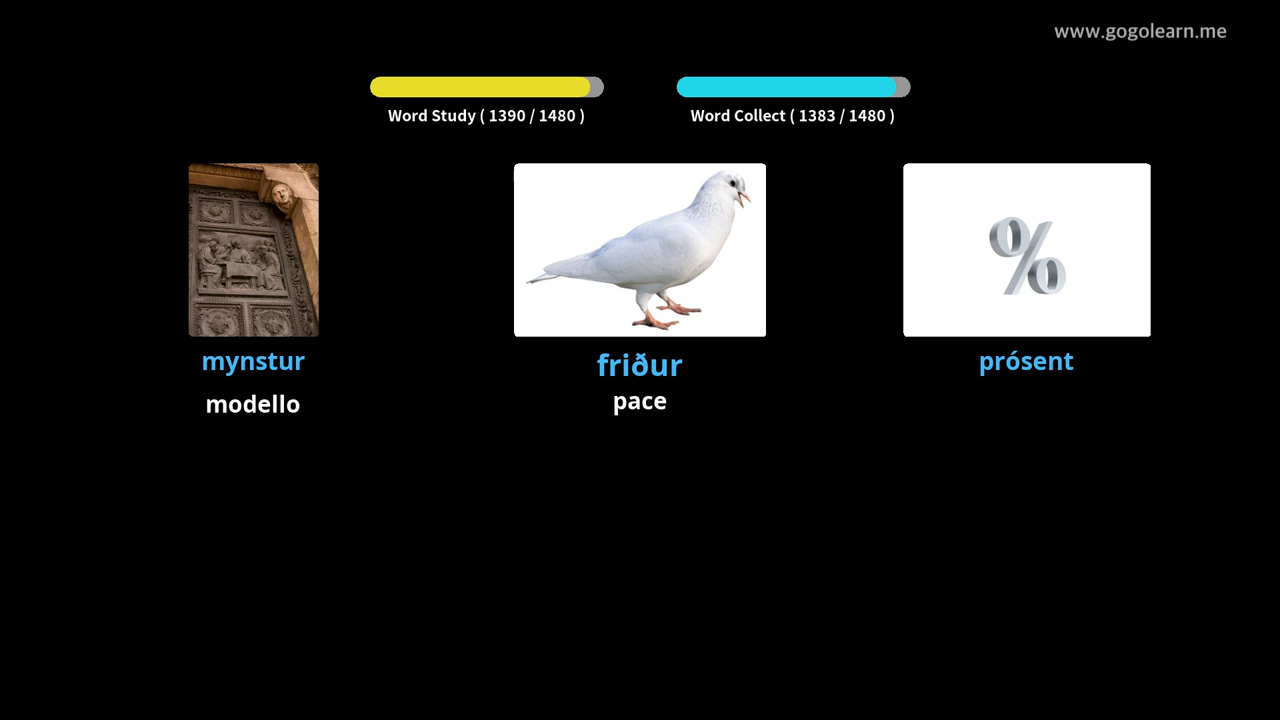 www.gogolearn.me
Word Study ( 1390 / 1480 )
Word Collect ( 1383 / 1480 )
mynstur
friður
prósent
modello
pace
%